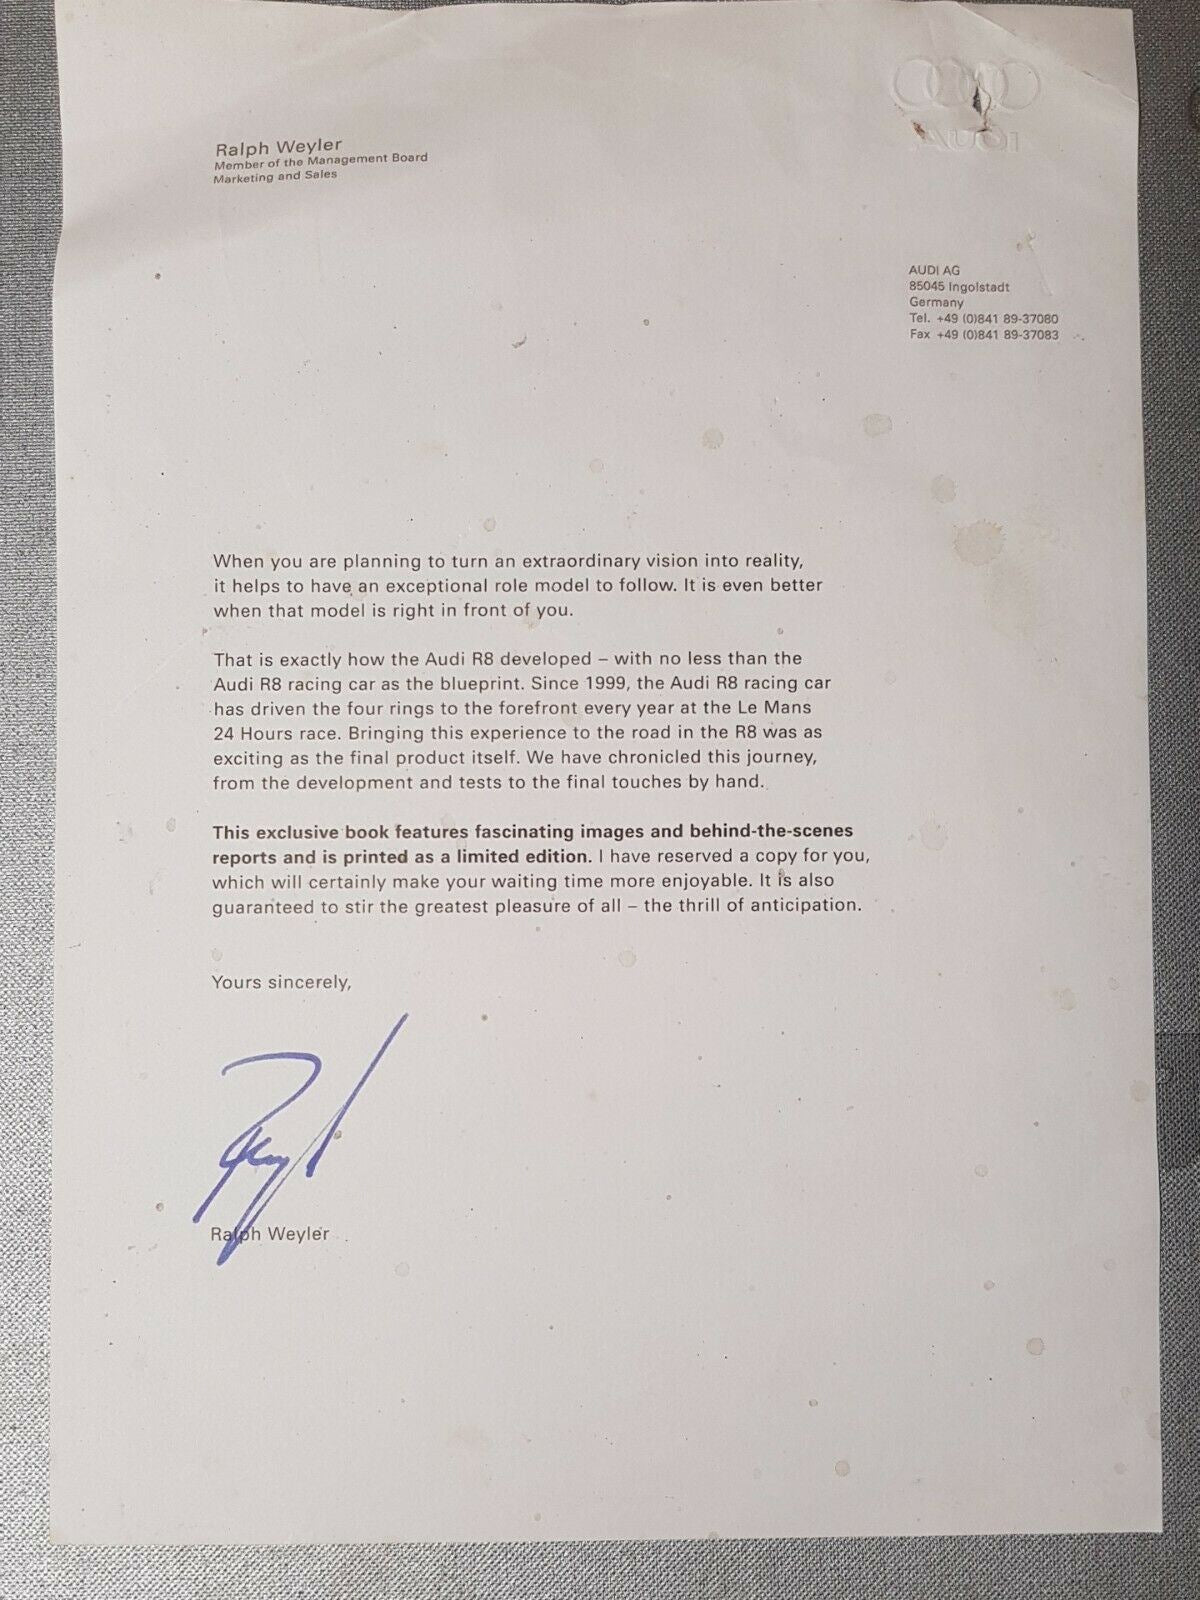 Ralph Weyler
Member of the Management Board
Marketing and Sales
AUDI AG
85045 Ingolstadt
Germany
Tel. +49 (0)841 89-37080
Fax +49 (0)841 89-37083
When you are planning to turn an extraordinary vision into reality,
it helps to have an exceptional role model to follow. It is even better
when that model is right in front of you.
That is exactly how the Audi R8 developed – with no less than the
Audi R8 racing car as the blueprint. Since 1999, the Audi R8 racing car
has driven the four rings to the forefront every year at the Le Mans
24 Hours race. Bringing this experience to the road in the R8 was as
exciting as the final product itself. We have chronicled this journey,
from the development and tests to the final touches by hand.
This exclusive book features fascinating images and behind-the-scenes
reports and is printed as a limited edition. I have reserved a copy for you,
which will certainly make your waiting time more enjoyable. It is also
guaranteed to stir the greatest pleasure of all – the thrill of anticipation.
Yours sincerely,
Ralph Weyler